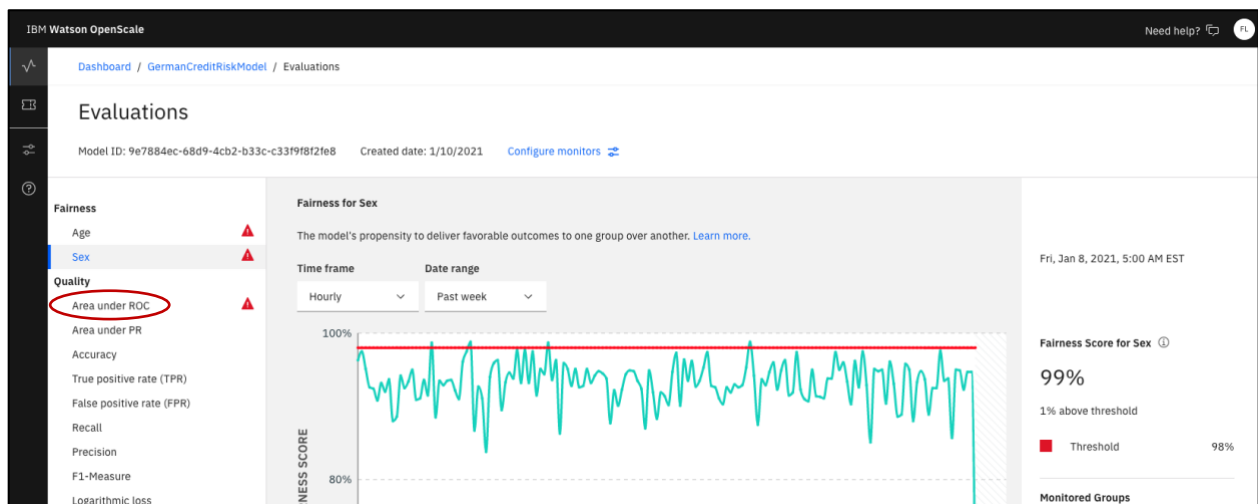 IBM Watson OpenScale
Need help?
FL
Dashboard / GermanCreditRiskModel / Evaluations
Evaluations
Model ID: 9e7884ec-68d9-4cb2-b33c-c33f9f8f2fe8 Created date: 1/10/2021 Configure monitors
Fairness
Age
Sex
Quality
Area under ROC
Area under PR
Accuracy
True positive rate (TPR)
False positive rate (FPR)
Recall
Precision
F1-Measure
Logarithmic loss
Fairness for Sex
The model's propensity to deliver favorable outcomes to one group over another. Learn more.
Time frame Date range
Hourly Past week
100%
80%
NESS SCORE
Fri, Jan 8, 2021, 5:00 AM EST
Fairness Score for Sex
99%
1% above threshold
Threshold 98%
Monitored Groups